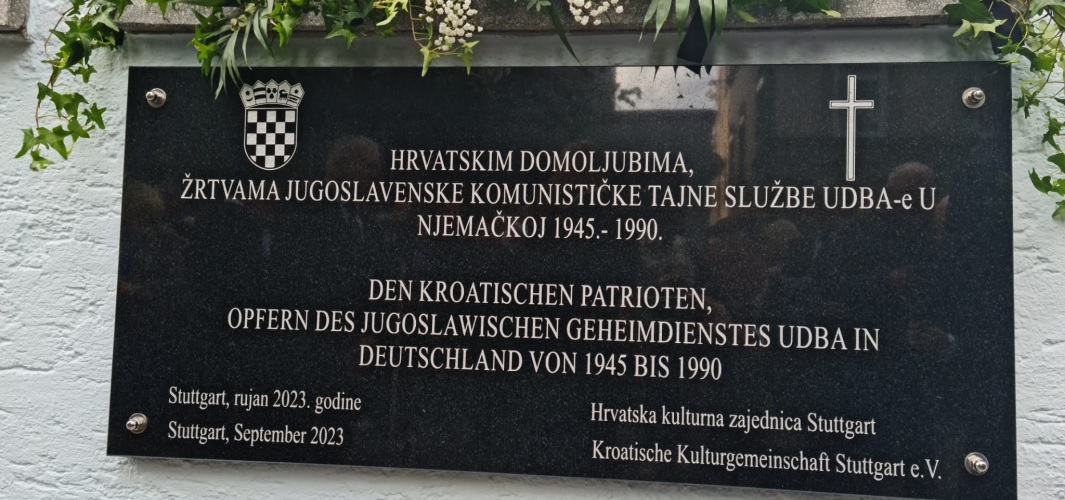 HRVATSKIM DOMOLJUBIMA,
ŽRTVAMA JUGOSLAVENSKE KOMUNISTIČKE TAJNE SLUŽBE UDBA-e U
NJEMAČKOJ 1945.- 1990.
DEN KROATISCHEN PATRIOTEN,
OPFERN DES JUGOSLAWISCHEN GEHEIMDIENSTES UDBA IN
DEUTSCHLAND VON 1945 BIS 1990
Stuttgart, rujan 2023. godine
Stuttgart, September 2023
Hrvatska kulturna zajednica Stuttgart
Kroatische Kulturgemeinschaft Stuttgart e.V.